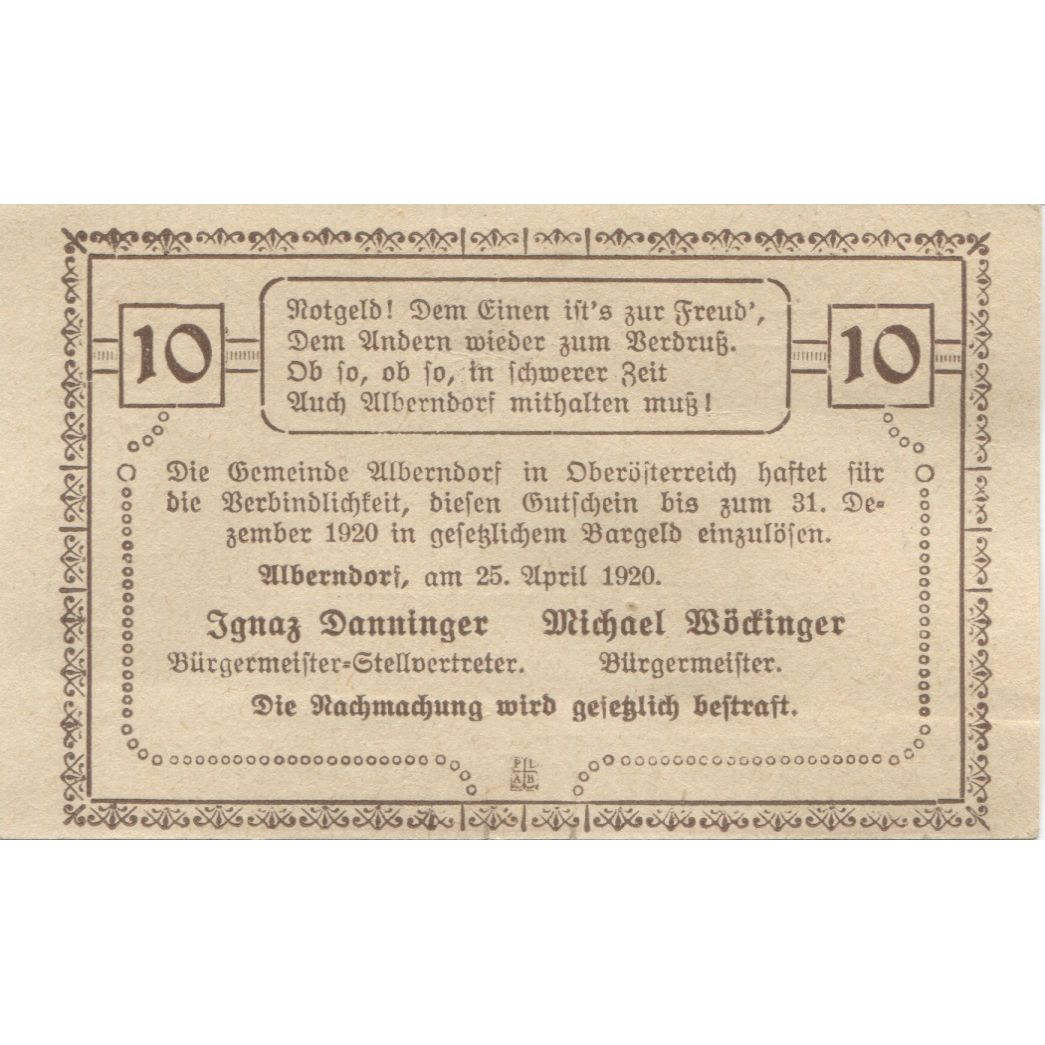 Notgeld! Dem Einen ist's zur Freud',
Dem Andern wieder zum Verdruß.
Ob so, ob so, in schwerer Zeit
Auch Alberndorf mithalten muß!
10
10
Die Gemeinde Alberndorf in Oberösterreich haftet für
die Verbindlichkeit, diesen Gutschein bis zum 31. De-
zember 1920 in gesetzlichem Bargeld einzulösen.
Alberndorf, am 25. April 1920.
Ignaz Danninger Michael Wöckinger
Bürgermeister-Stellvertreter. Bürgermeister.
Die Nachmachung wird gesetzlich bestraft.
P L
A B